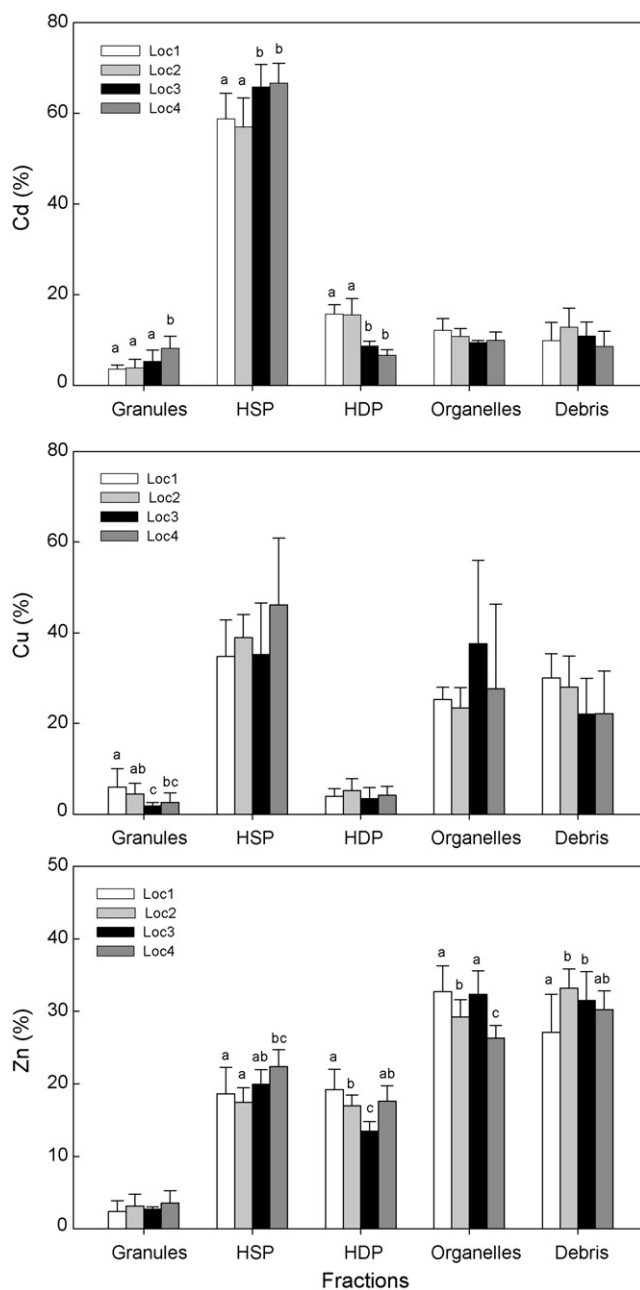 80
60
40
20
0
Cd (%)
Loc1
Loc2
Loc3
Loc4
a a a b
a a b b
a a b b
Granules HSP HDP Organelles Debris
80
60
40
20
0
Cu (%)
Loc1
Loc2
Loc3
Loc4
a ab c bc
Granules HSP HDP Organelles Debris
50
40
30
20
10
0
Zn (%)
Loc1
Loc2
Loc3
Loc4
a a ab bc
a b c ab
a b a c
a b b ab
Granules HSP HDP Organelles Debris
Fractions